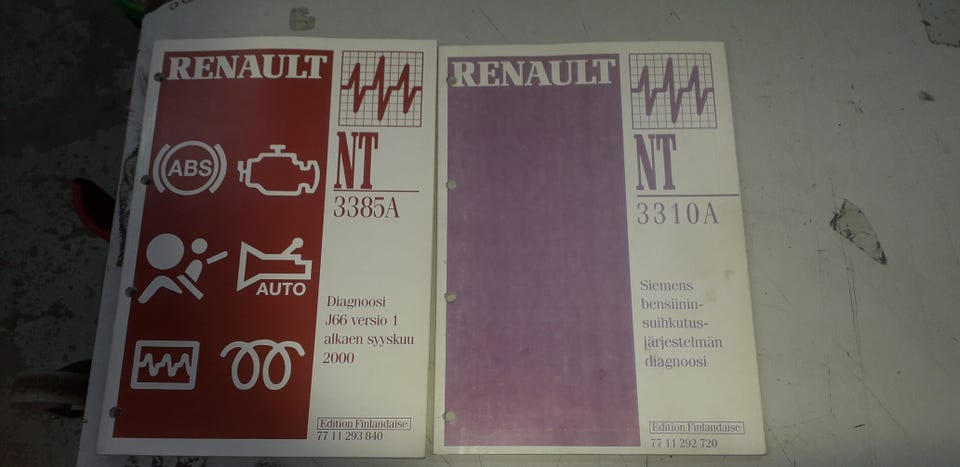 RENAULT
NT
3385A
ABS
AUTO
Diagnoosi
J66 versio 1
alkaen syyskuu
2000
Edition Finlandaise
77 11 293 840
RENAULT
NT
3310A
Siemens
bensiinin-
suihkutus-
järjestelmän
diagnoosi
Edition Finlandaise
77 11 292 720